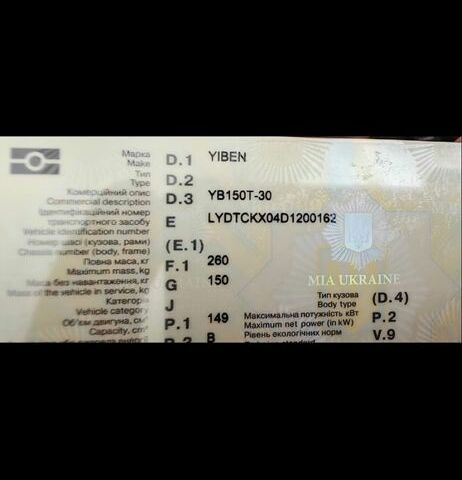 Марка
Make D.1 YIBEN
Тип
Type D.2
Комерційний опис
Commercial description D.3 YB150T-30
Ідентифікаційний номер
транспортного засобу E LYDTCKX04D1200162
Vehicle identification number
Номер шасі (кузова, рами) (E.1)
Chassis number (body, frame)
Повна маса, кг F.1 260
Maximum mass, kg
Маса без навантаження, кг G 150
Mass of the vehicle in service, kg
Категорія J
Vehicle category
Об'єм двигуна, см³ P.1 149
Capacity, cm³
B
MIA UKRAINE
Тип кузова (D.4)
Body type
Максимальна потужність кВт P.2
Maximum net power (in kW)
Рівень екологічних норм V.9